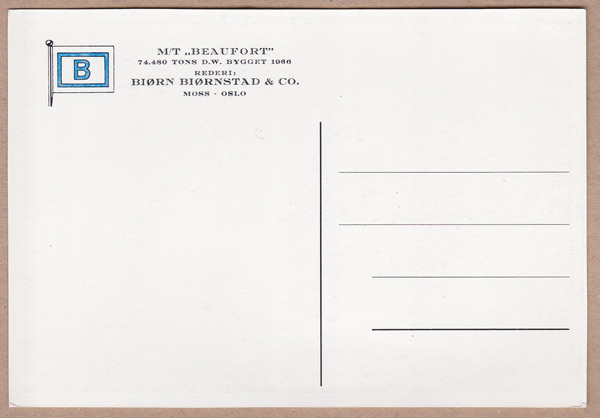 B
M/T „BEAUFORT"
74.480 TONS D.W. BYGGET 1966
REDERI:
BIØRN BIØRNSTAD & CO.
MOSS - OSLO